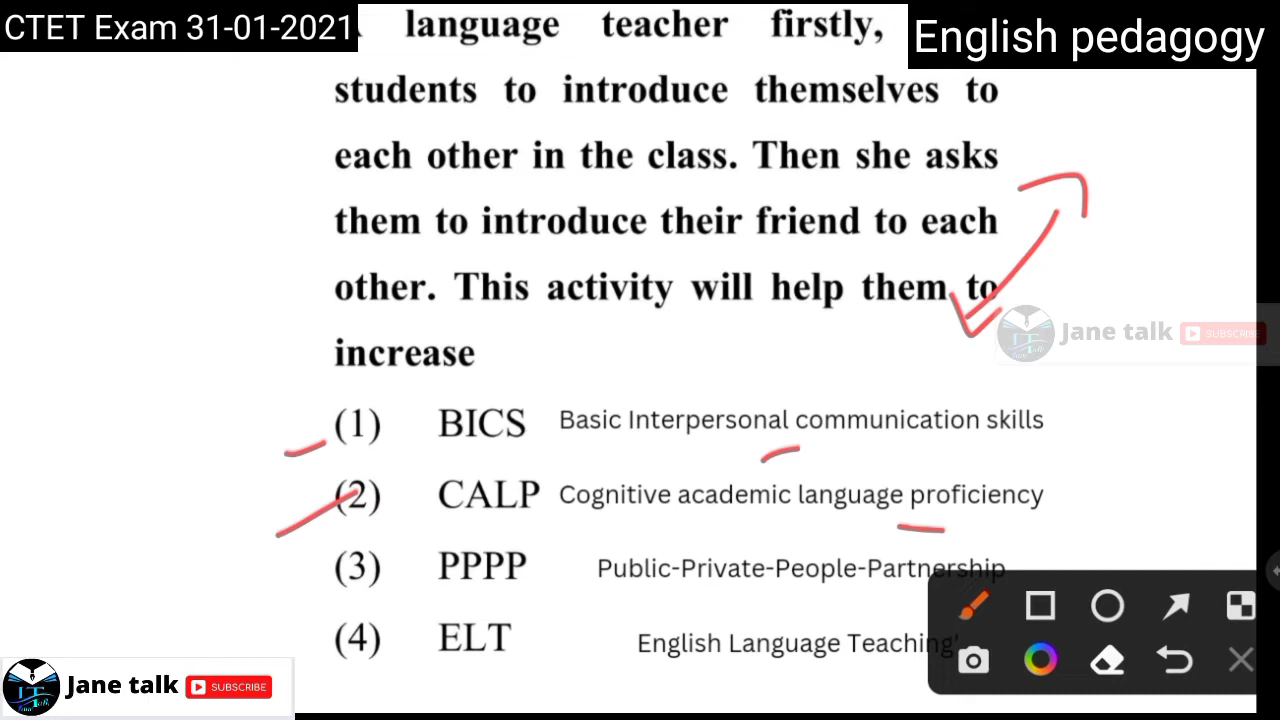 CTET Exam 31-01-2021
English pedagogy
language teacher firstly,
students to introduce themselves to
each other in the class. Then she asks
them to introduce their friend to each
other. This activity will help them to
increase
Jane talk SUBSCRIBE
(1) BICS Basic Interpersonal communication skills
(2) CALP Cognitive academic language proficiency
(3) PPPP Public-Private-People-Partnership
(4) ELT English Language Teaching'
Jane talk SUBSCRIBE